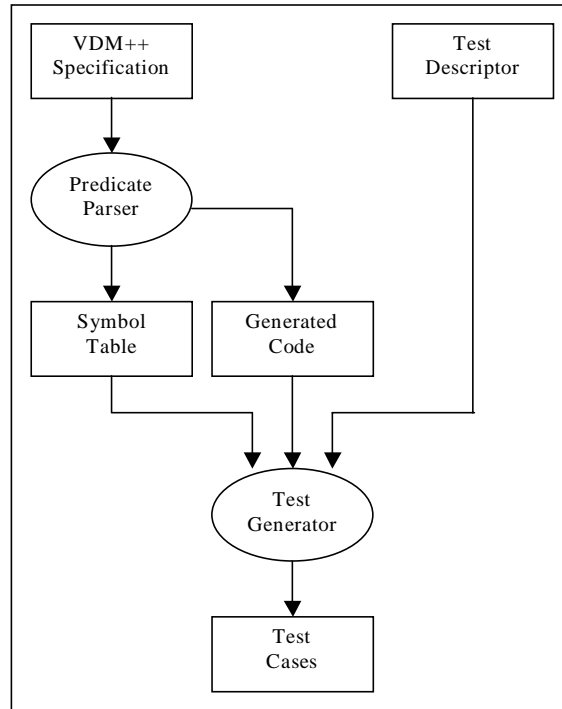 VDM++
Specification
Test
Descriptor
Predicate
Parser
Symbol
Table
Generated
Code
Test
Generator
Test
Cases